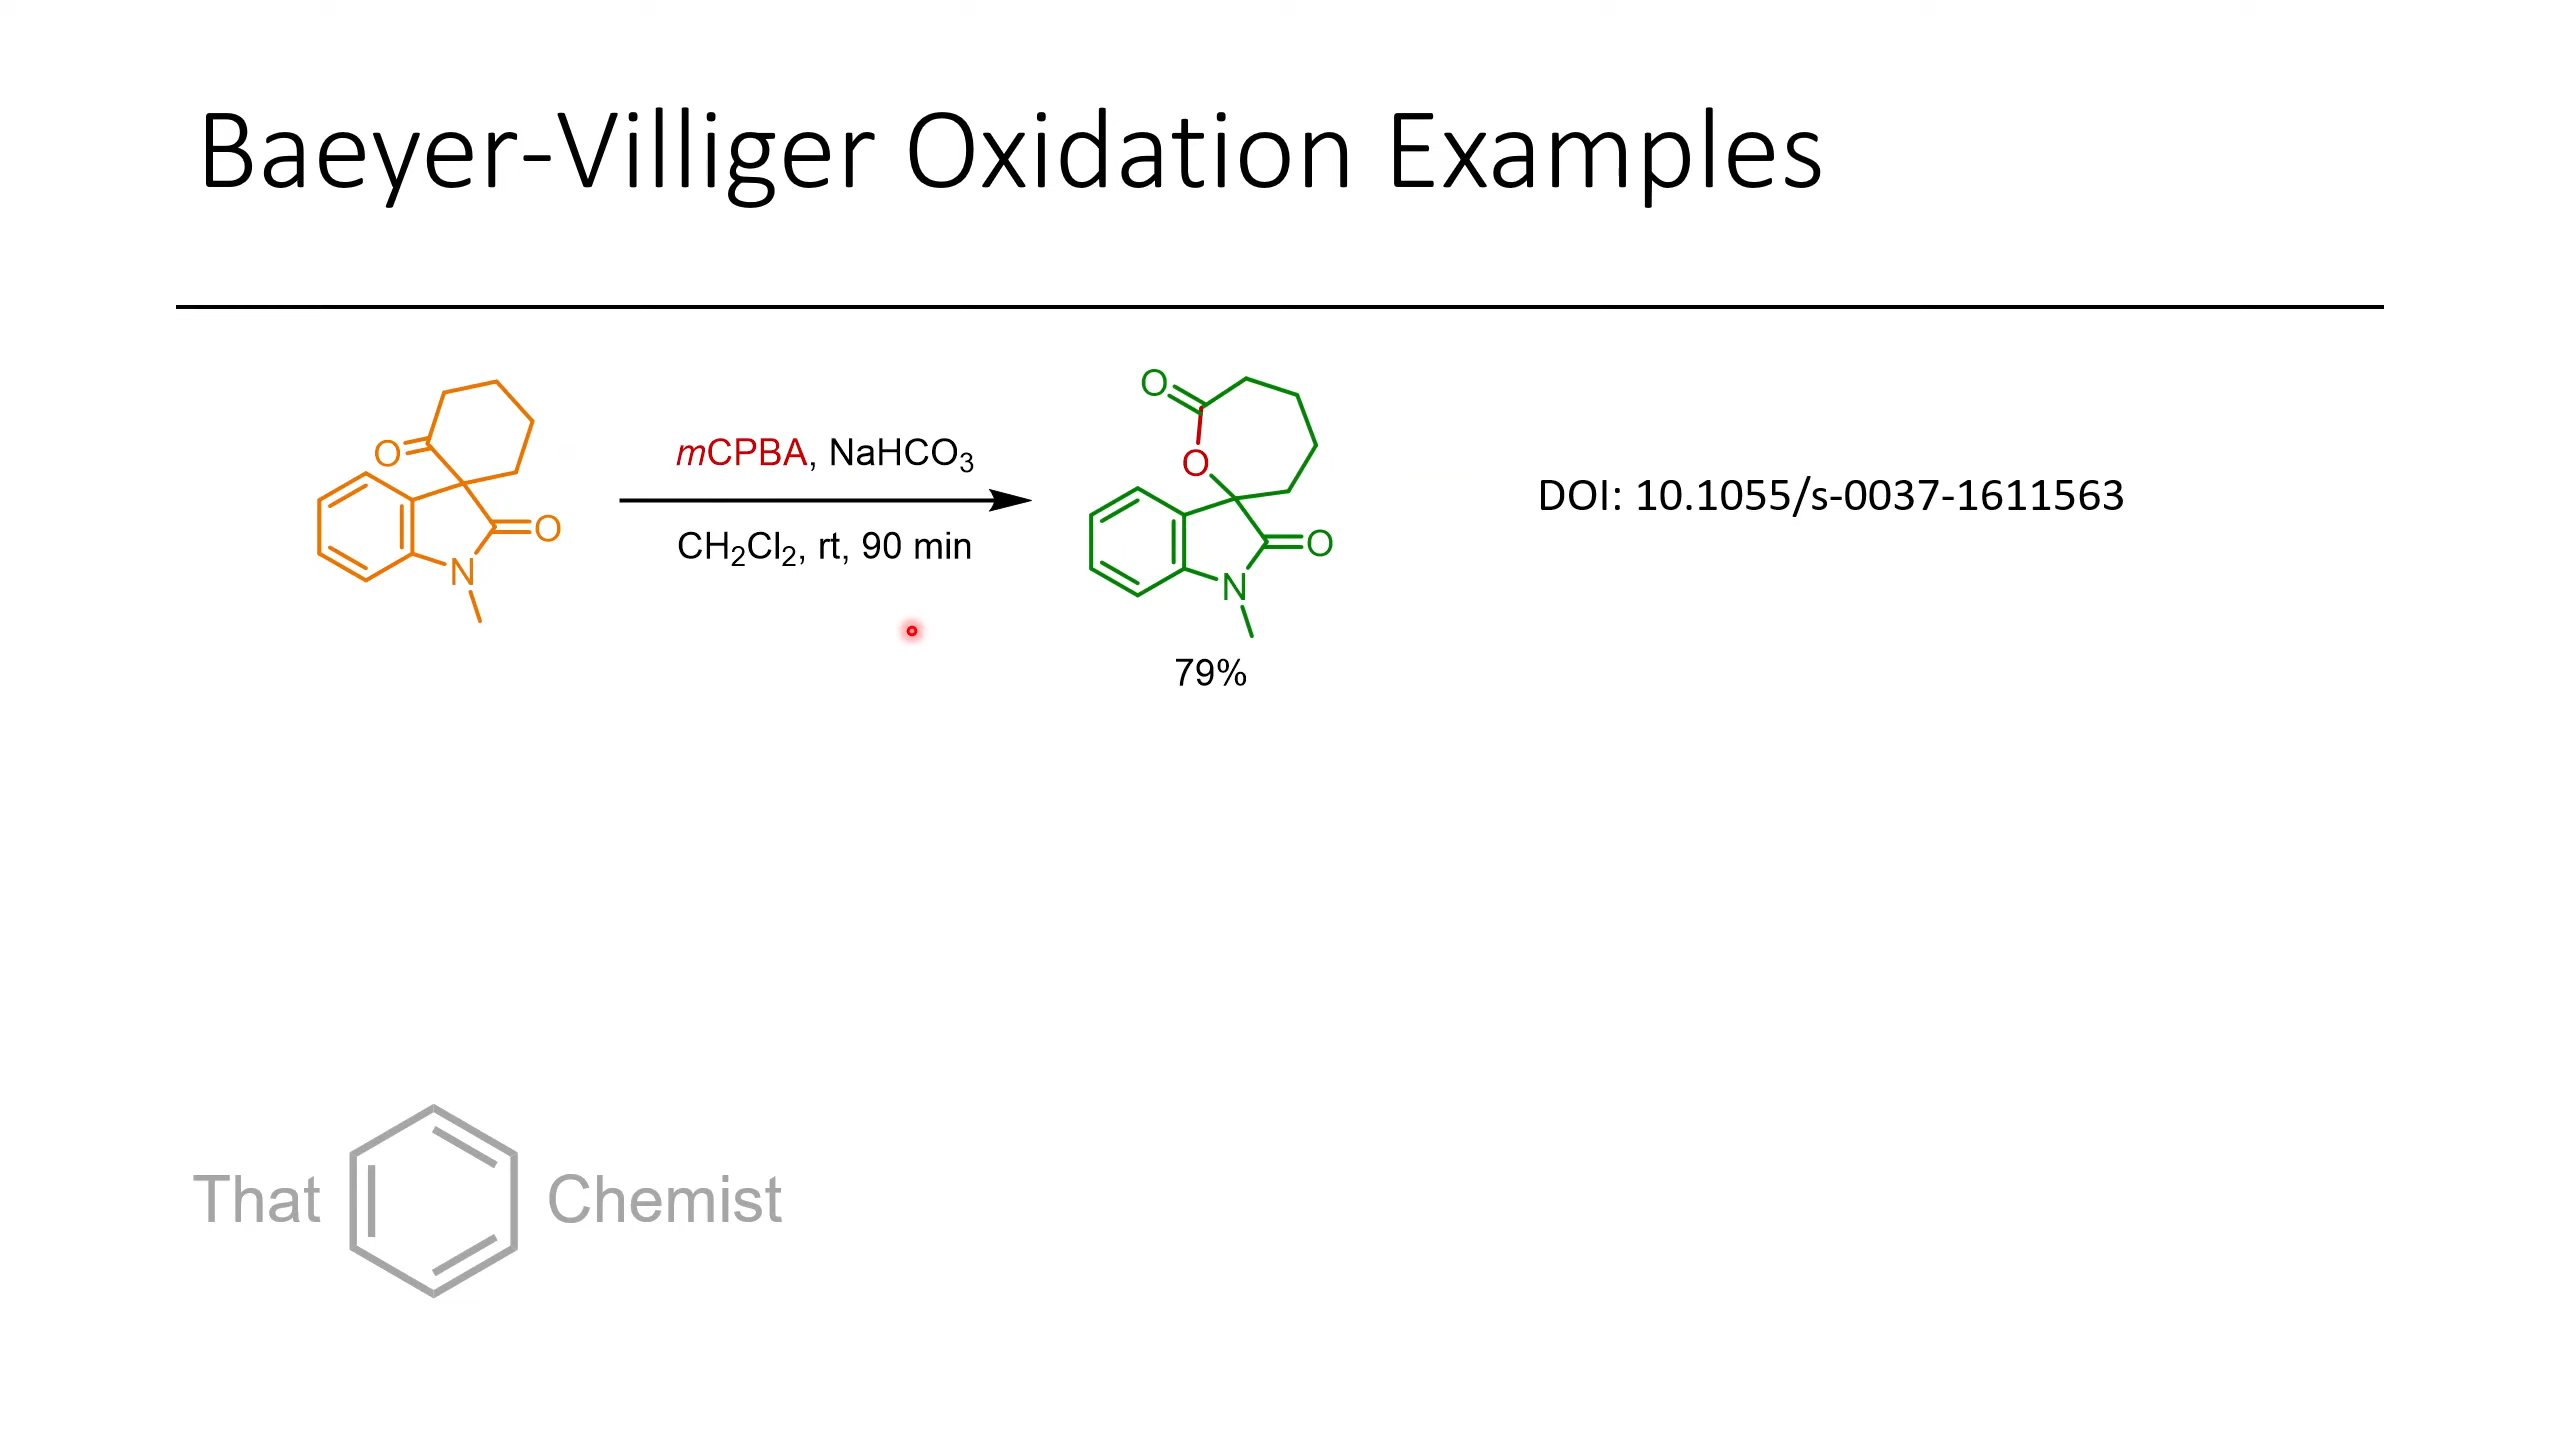 Baeyer-Villiger Oxidation Examples
O
O
N
mCPBA, NaHCO₃
CH₂Cl₂, rt, 90 min
O
O
O
N
79%
DOI: 10.1055/s-0037-1611563
That Chemist